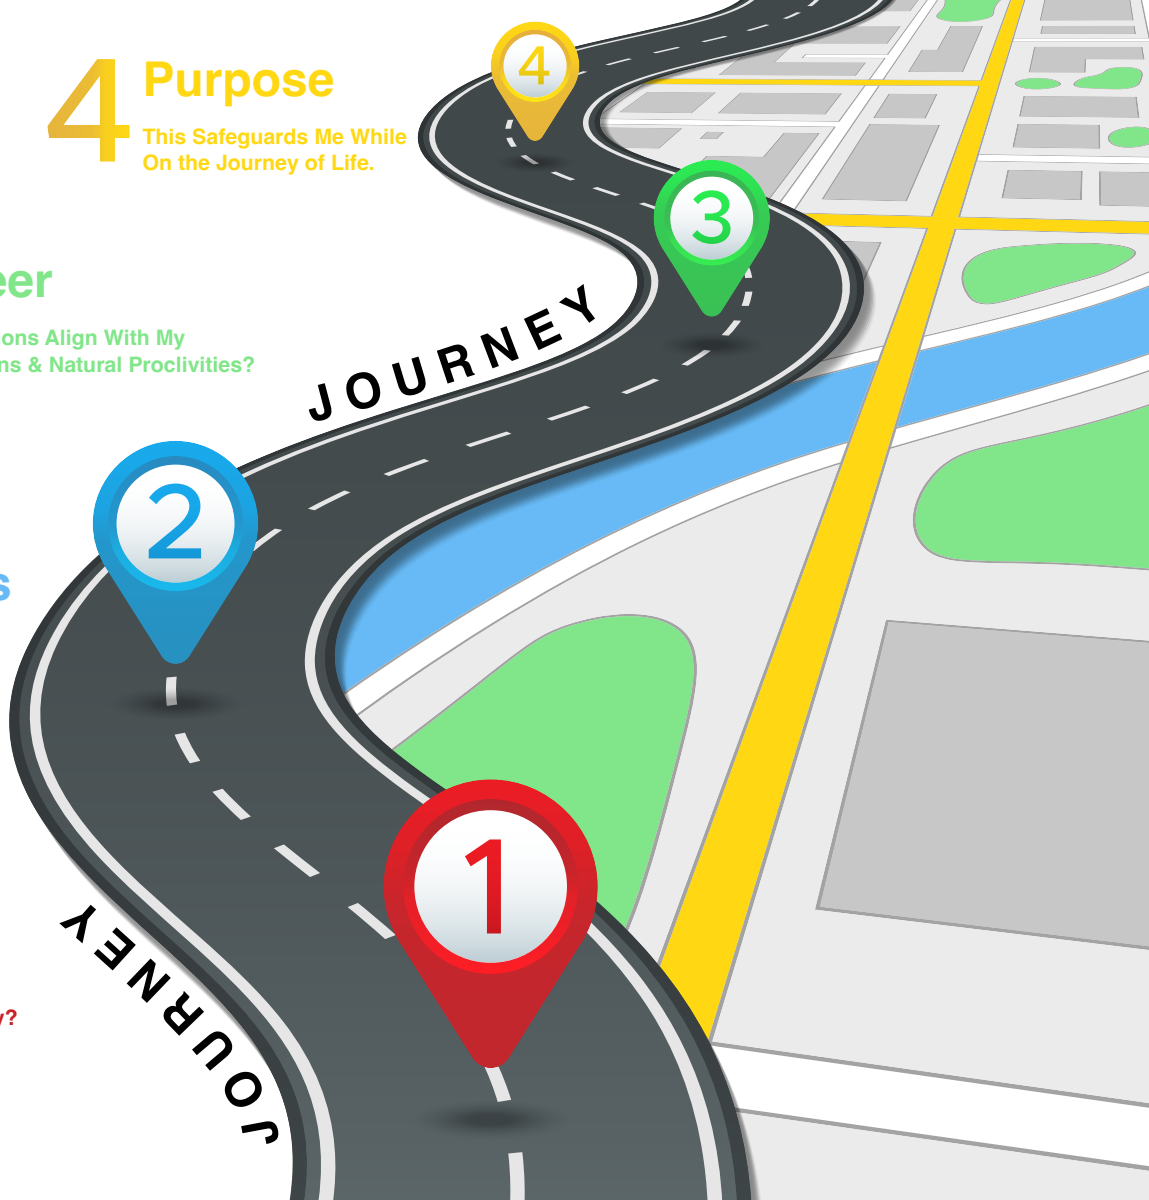 4
4 Purpose
This Safeguards Me While
On the Journey of Life.
3
eer
ons Align With My
ns & Natural Proclivities?
JOURNEY
2
s
1
JOURNEY
y?